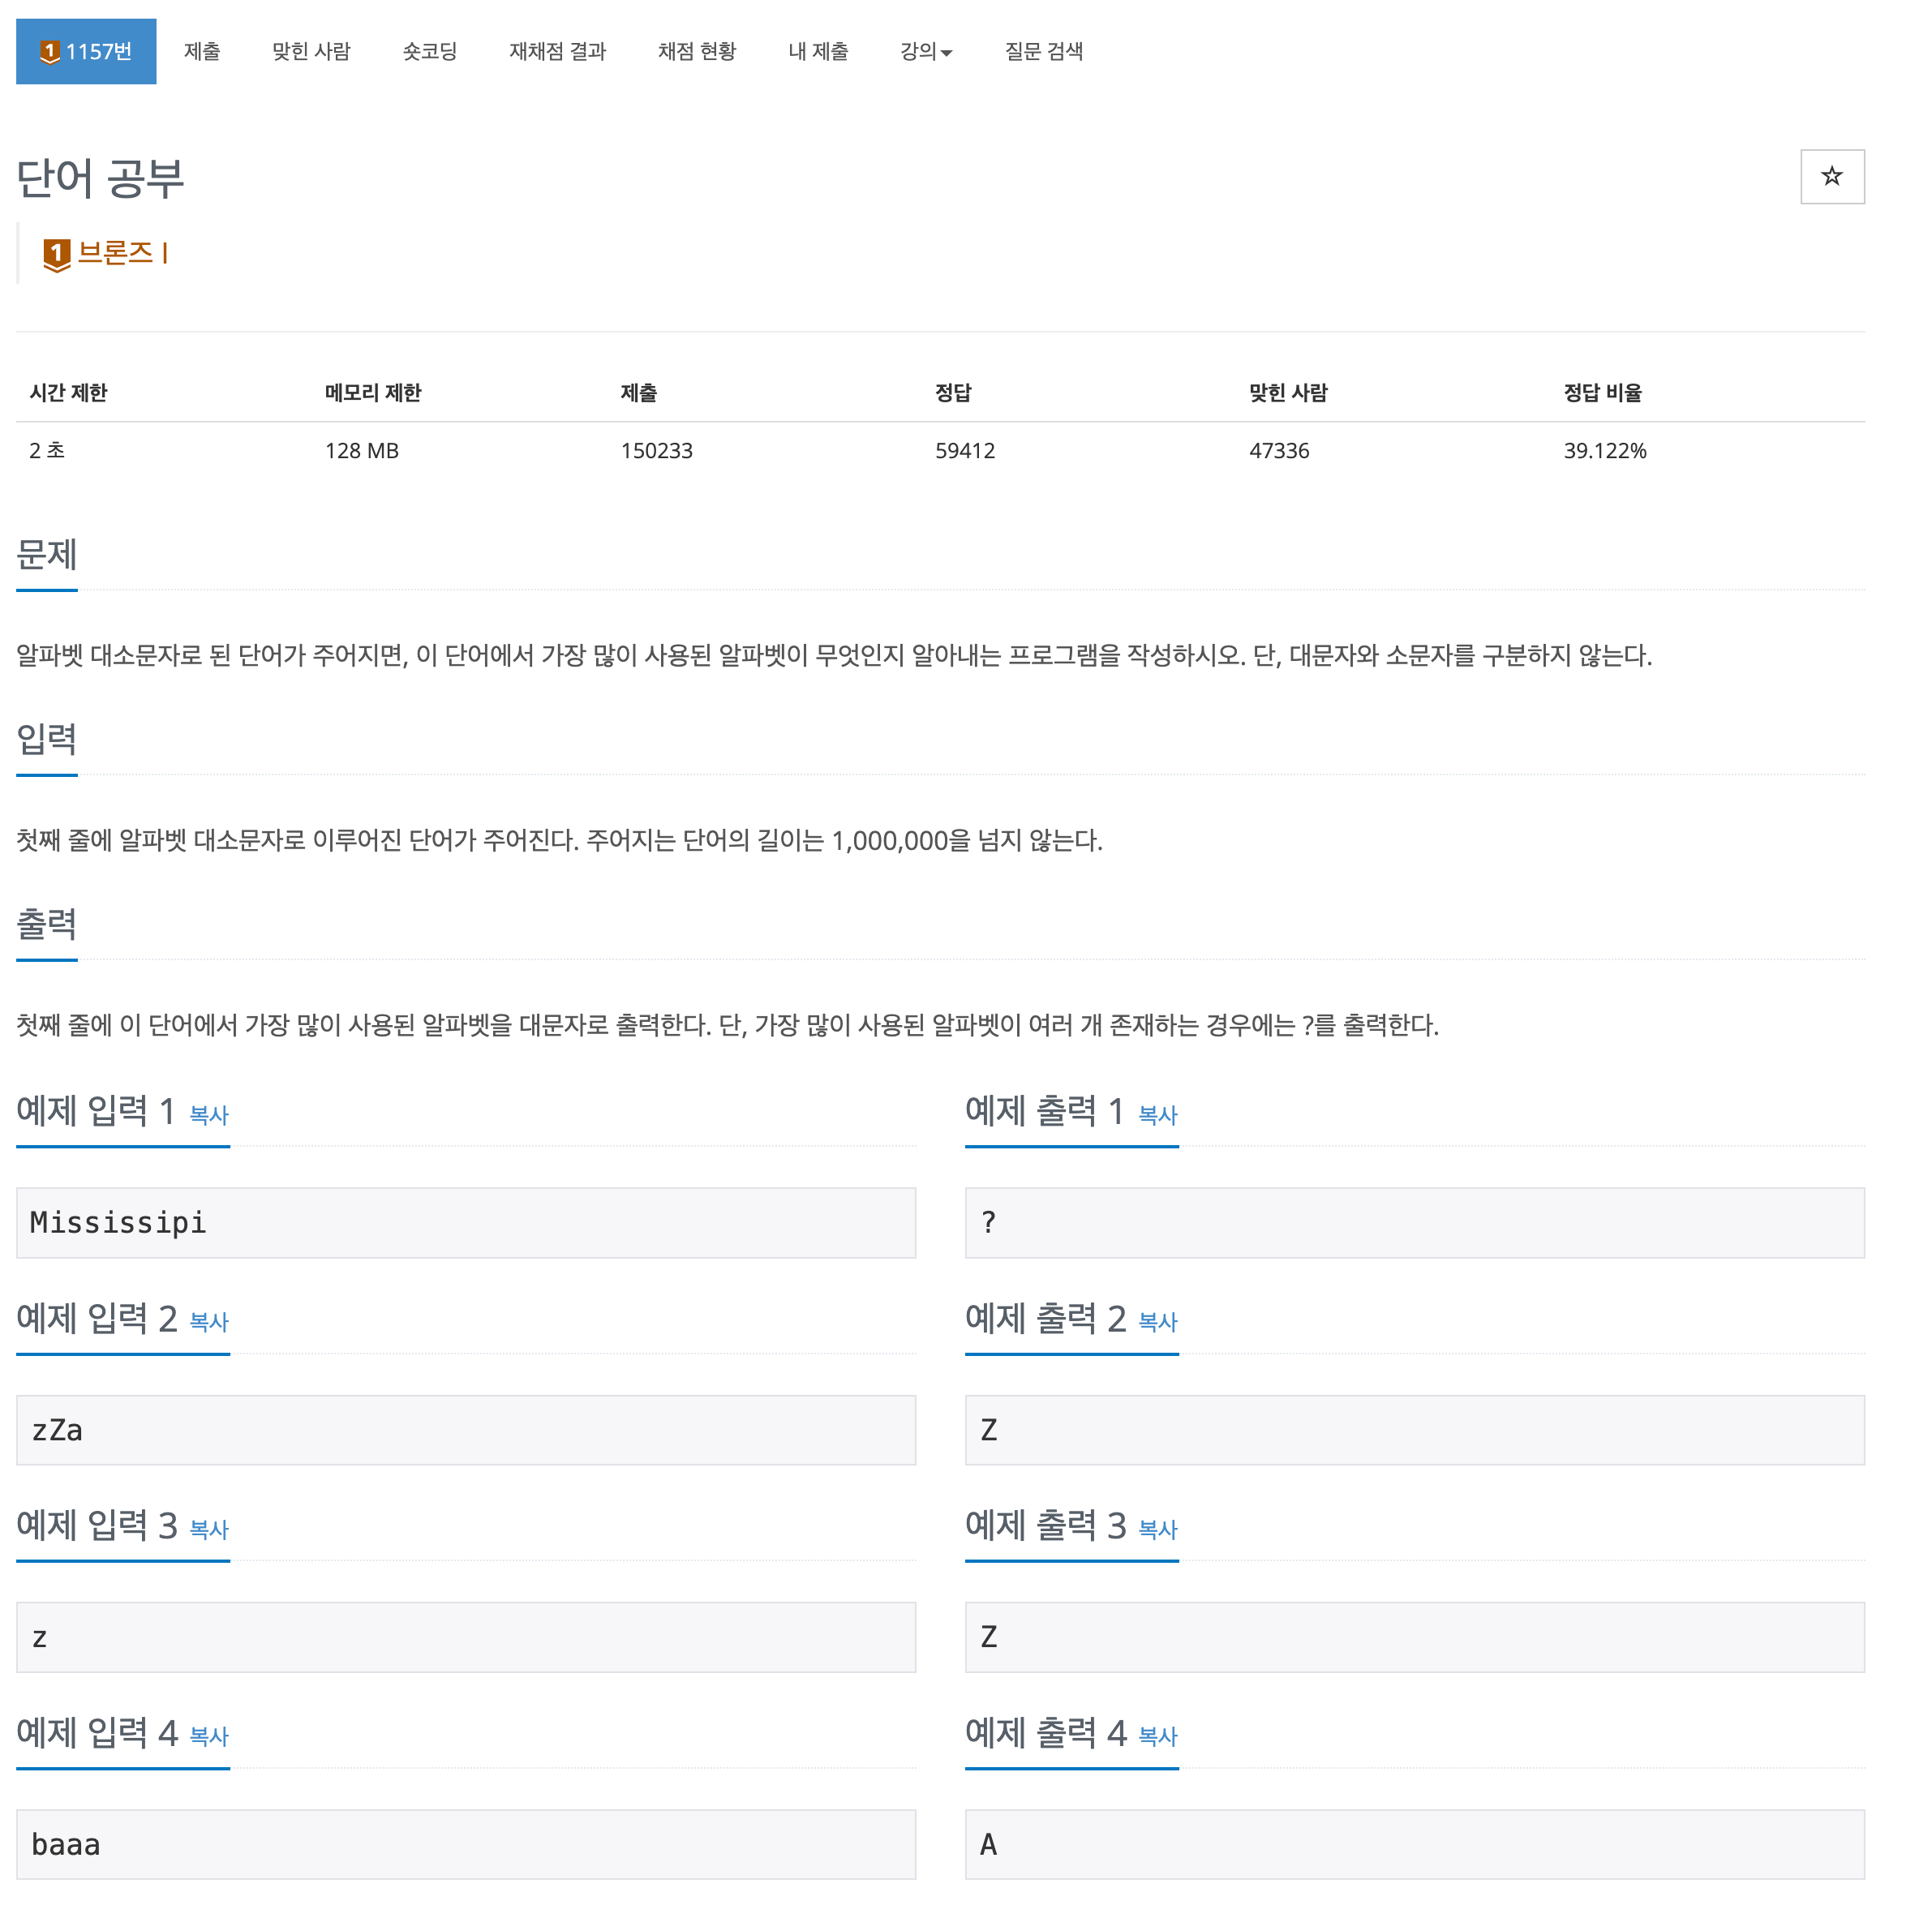 1 1157번 제출 맞힌 사람 숏코딩 재채점 결과 채점 현황 내 제출 강의 질문 검색
단어 공부
1 브론즈 I
시간 제한 메모리 제한 제출 정답 맞힌 사람 정답 비율
2 초 128 MB 150233 59412 47336 39.122%
문제
알파벳 대소문자로 된 단어가 주어지면, 이 단어에서 가장 많이 사용된 알파벳이 무엇인지 알아내는 프로그램을 작성하시오. 단, 대문자와 소문자를 구분하지 않는다.
입력
첫째 줄에 알파벳 대소문자로 이루어진 단어가 주어진다. 주어지는 단어의 길이는 1,000,000을 넘지 않는다.
출력
첫째 줄에 이 단어에서 가장 많이 사용된 알파벳을 대문자로 출력한다. 단, 가장 많이 사용된 알파벳이 여러 개 존재하는 경우에는 ?를 출력한다.
예제 입력 1 복사 예제 출력 1 복사
Mississipi ?
예제 입력 2 복사 예제 출력 2 복사
zZa Z
예제 입력 3 복사 예제 출력 3 복사
z Z
예제 입력 4 복사 예제 출력 4 복사
baaa A